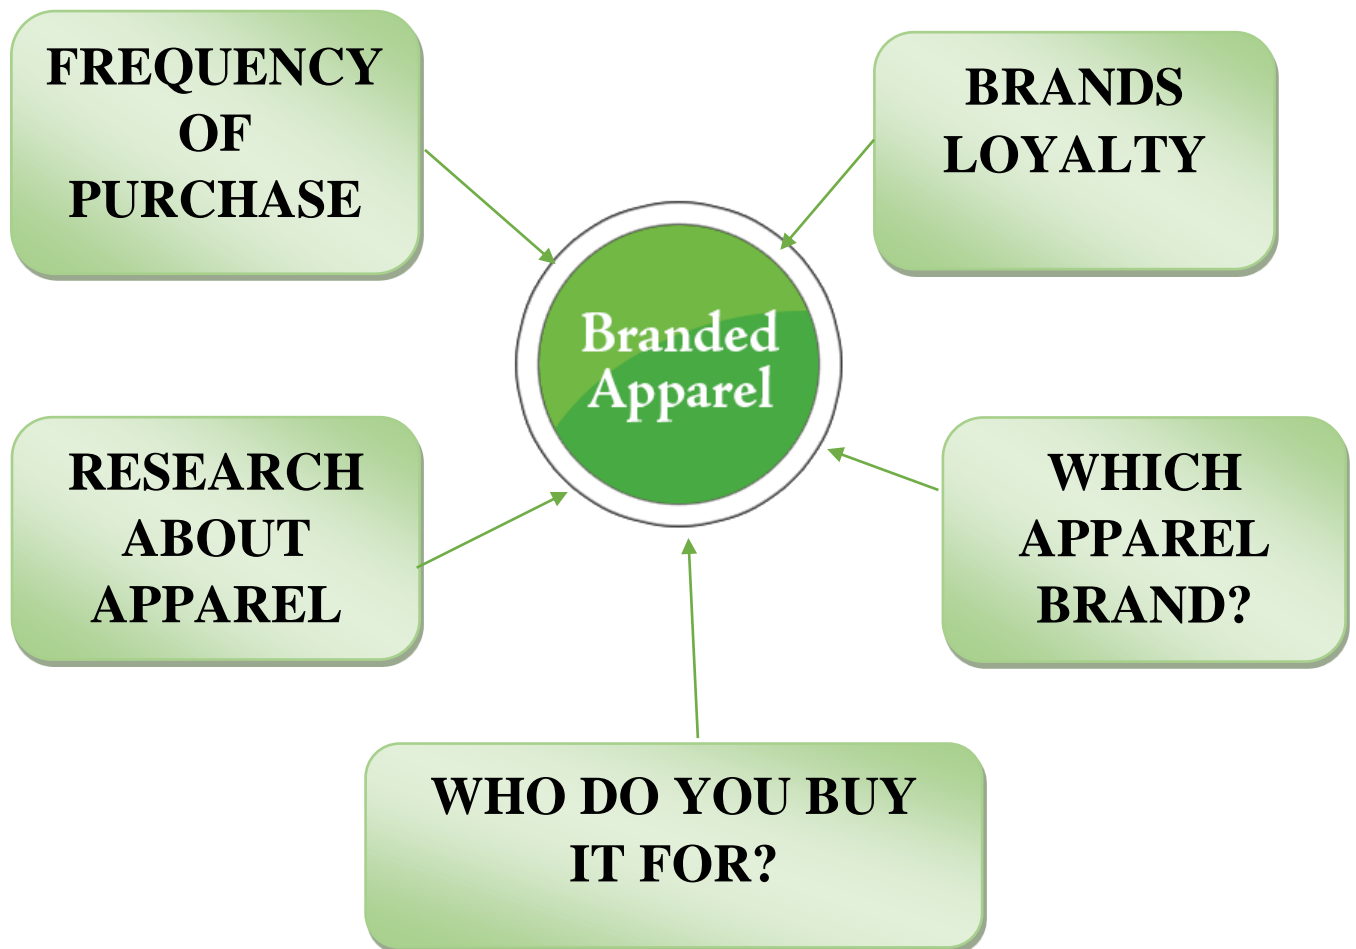 FREQUENCY
OF
PURCHASE
BRANDS
LOYALTY
Branded
Apparel
RESEARCH
ABOUT
APPAREL
WHICH
APPAREL
BRAND?
WHO DO YOU BUY
IT FOR?